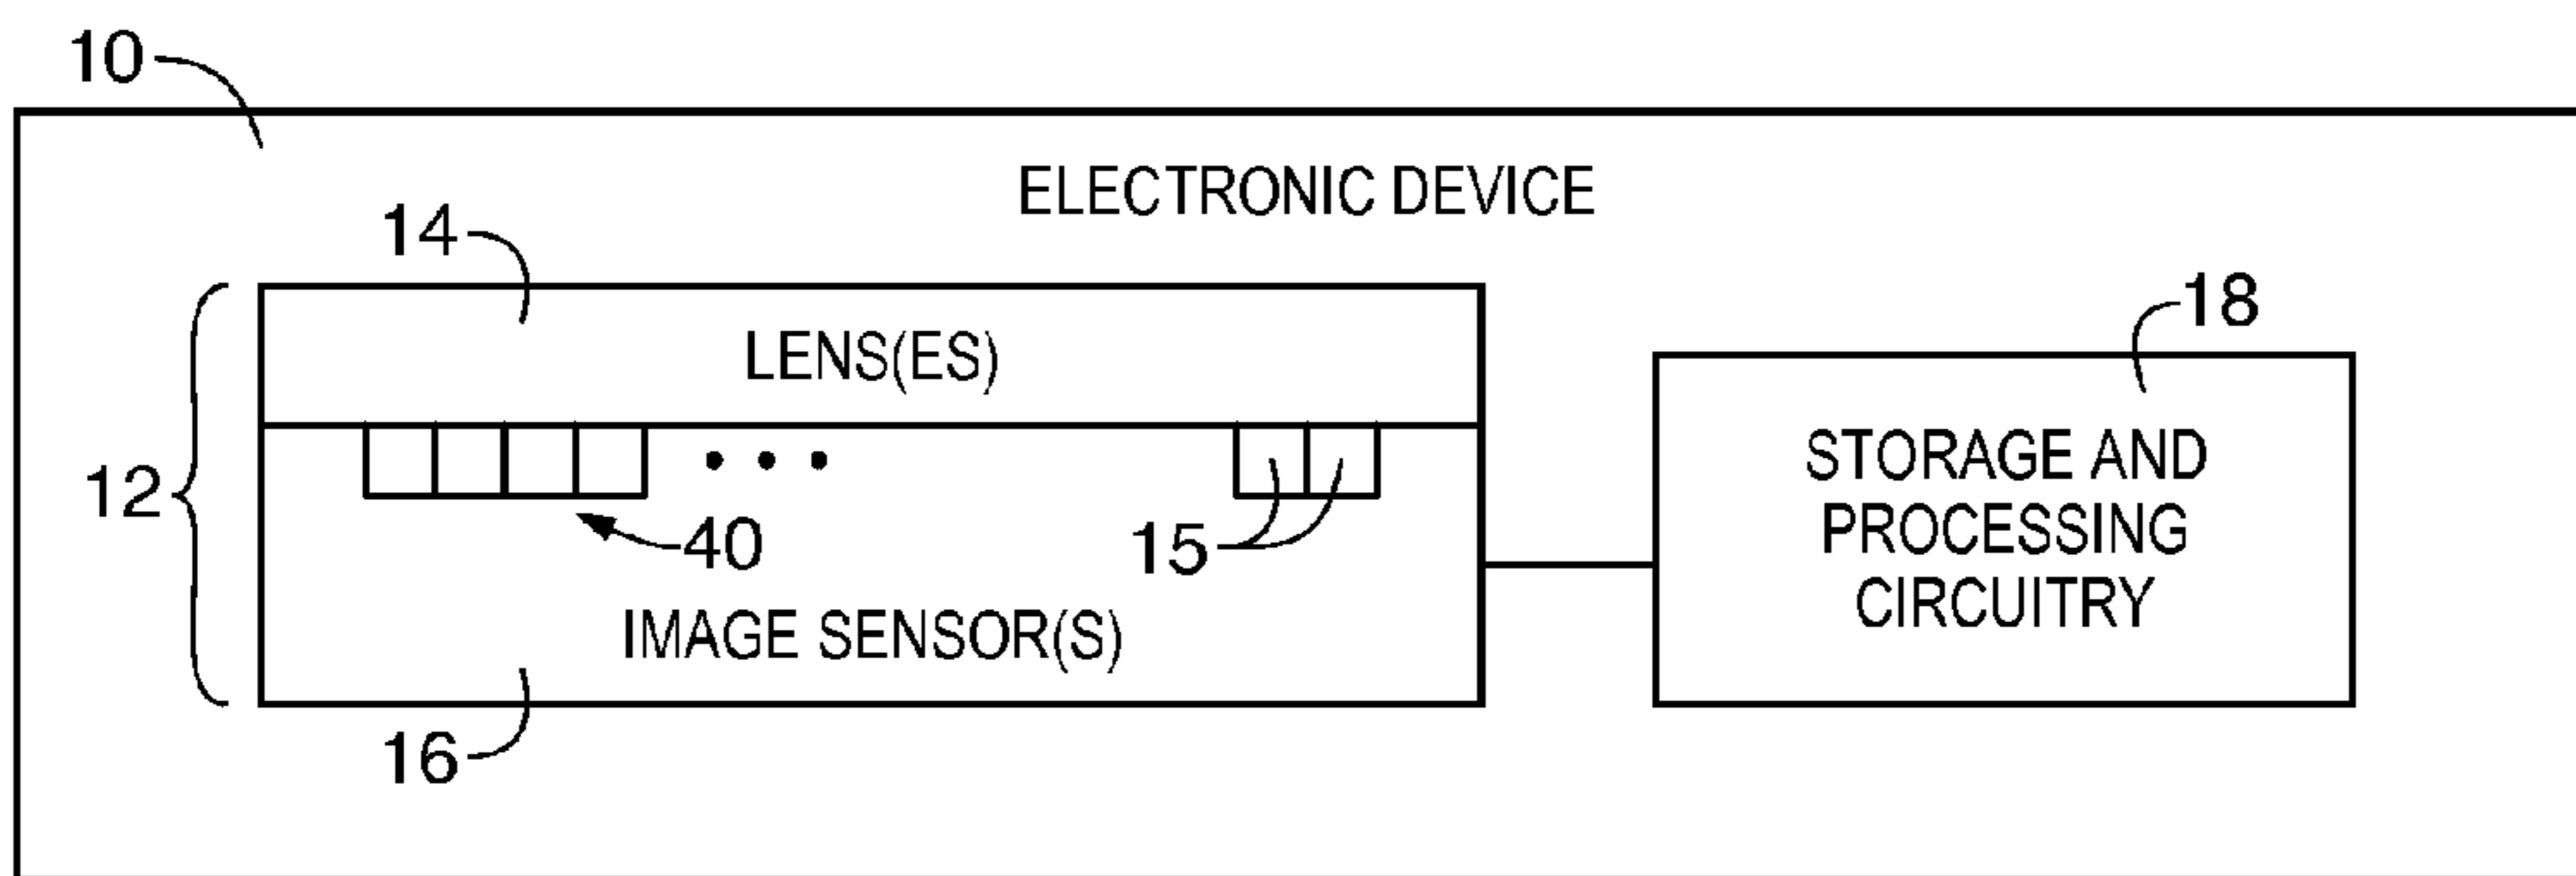 10
ELECTRONIC DEVICE
14
LENS(ES)
18
12
STORAGE AND
PROCESSING
CIRCUITRY
40
15
IMAGE SENSOR(S)
16